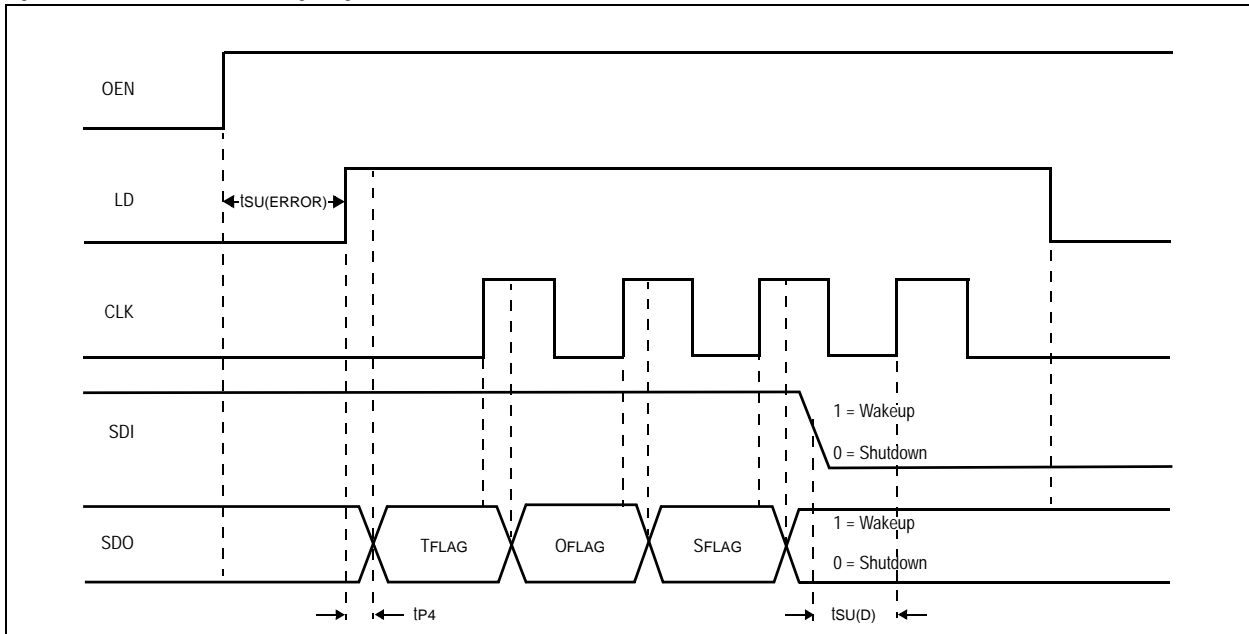 OEN
LD
tSU(ERROR)
CLK
SDI
1 = Wakeup
0 = Shutdown
SDO
TFLAG
OFLAG
SFLAG
1 = Wakeup
0 = Shutdown
tP4
tSU(D)